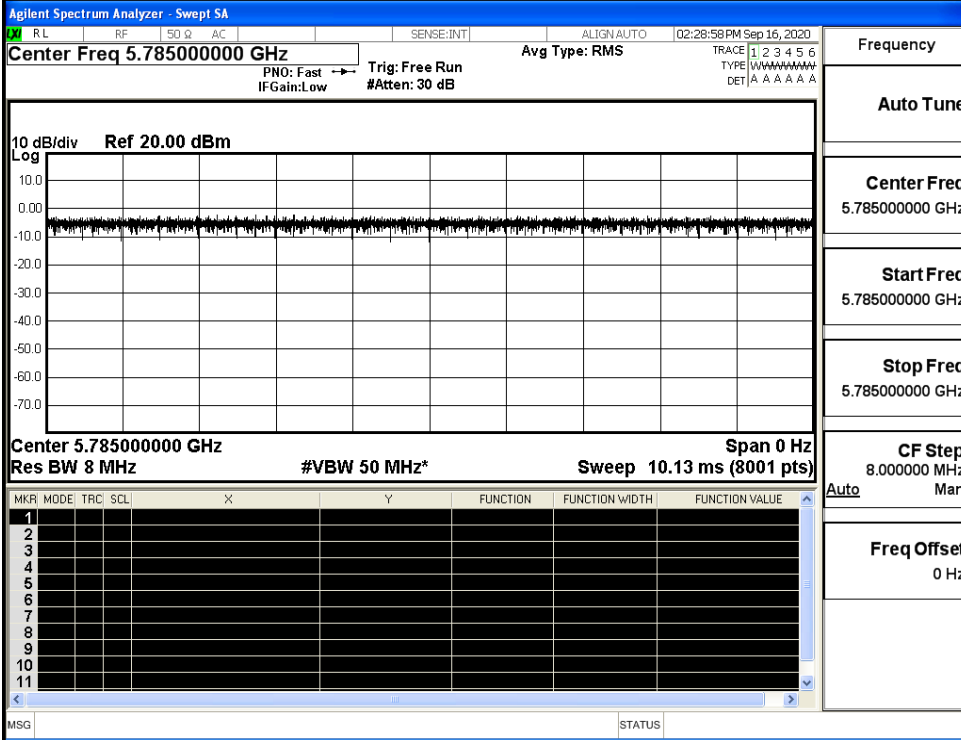 Agilent Spectrum Analyzer - Swept SA
LXI RL RF 50 Ω AC SENSE:INT ALIGN AUTO 02:28:58 PM Sep 16, 2020
Center Freq 5.785000000 GHz
PNO: Fast
IFGain:Low
Trig: Free Run
#Atten: 30 dB
Avg Type: RMS
TRACE 1 2 3 4 5 6
TYPE WWWWWW
DET A A A A A A
Frequency
Auto Tune
Center Freq
5.785000000 GHz
Start Freq
5.785000000 GHz
Stop Freq
5.785000000 GHz
CF Step
8.000000 MHz
Auto Man
Freq Offset
0 Hz
10 dB/div Ref 20.00 dBm
Log
10.0
0.00
-10.0
-20.0
-30.0
-40.0
-50.0
-60.0
-70.0
Center 5.785000000 GHz Span 0 Hz
Res BW 8 MHz #VBW 50 MHz* Sweep 10.13 ms (8001 pts)
MKR MODE TRC SCL X Y FUNCTION FUNCTION WIDTH FUNCTION VALUE
1
2
3
4
5
6
7
8
9
10
11
MSG STATUS